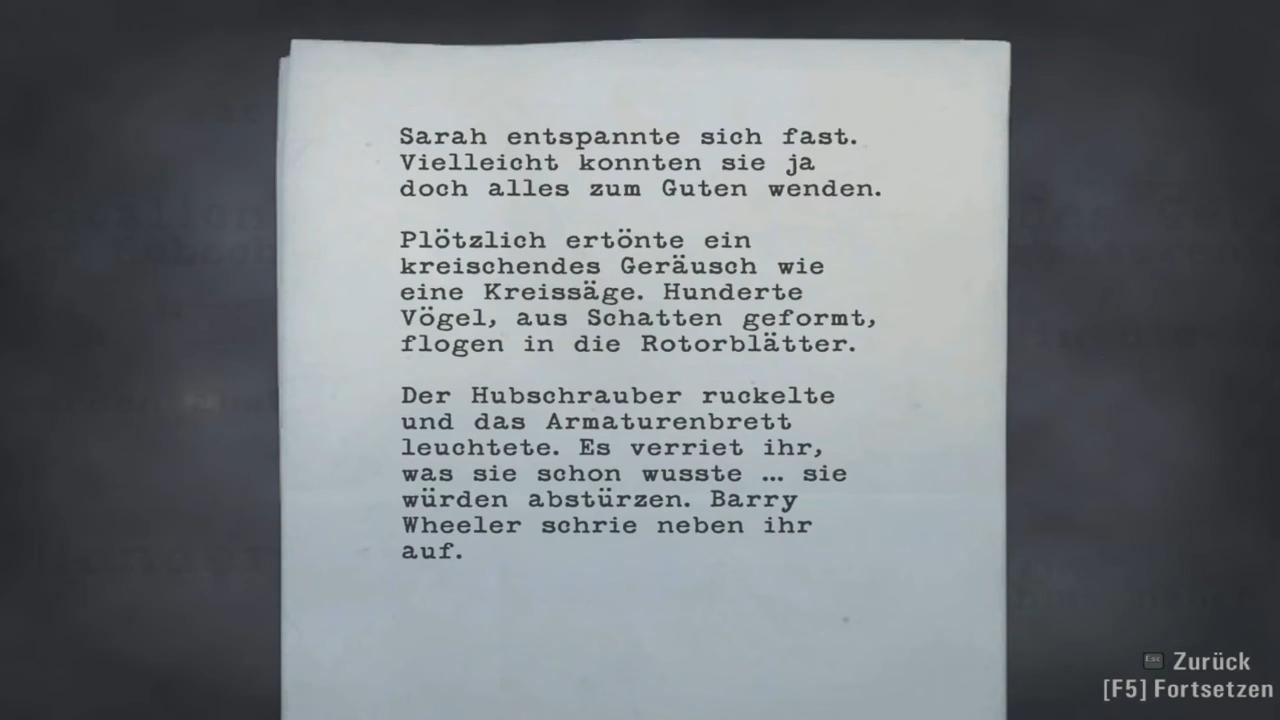 Sarah entspannte sich fast.
Vielleicht konnten sie ja
doch alles zum Guten wenden.
Plötzlich ertönte ein
kreischendes Geräusch wie
eine Kreissäge. Hunderte
Vögel, aus Schatten geformt,
flogen in die Rotorblätter.
Der Hubschrauber ruckelte
und das Armaturenbrett
leuchtete. Es verriet ihr,
was sie schon wusste … sie
würden abstürzen. Barry
Wheeler schrie neben ihr
auf.
Esc Zurück
[F5] Fortsetzen